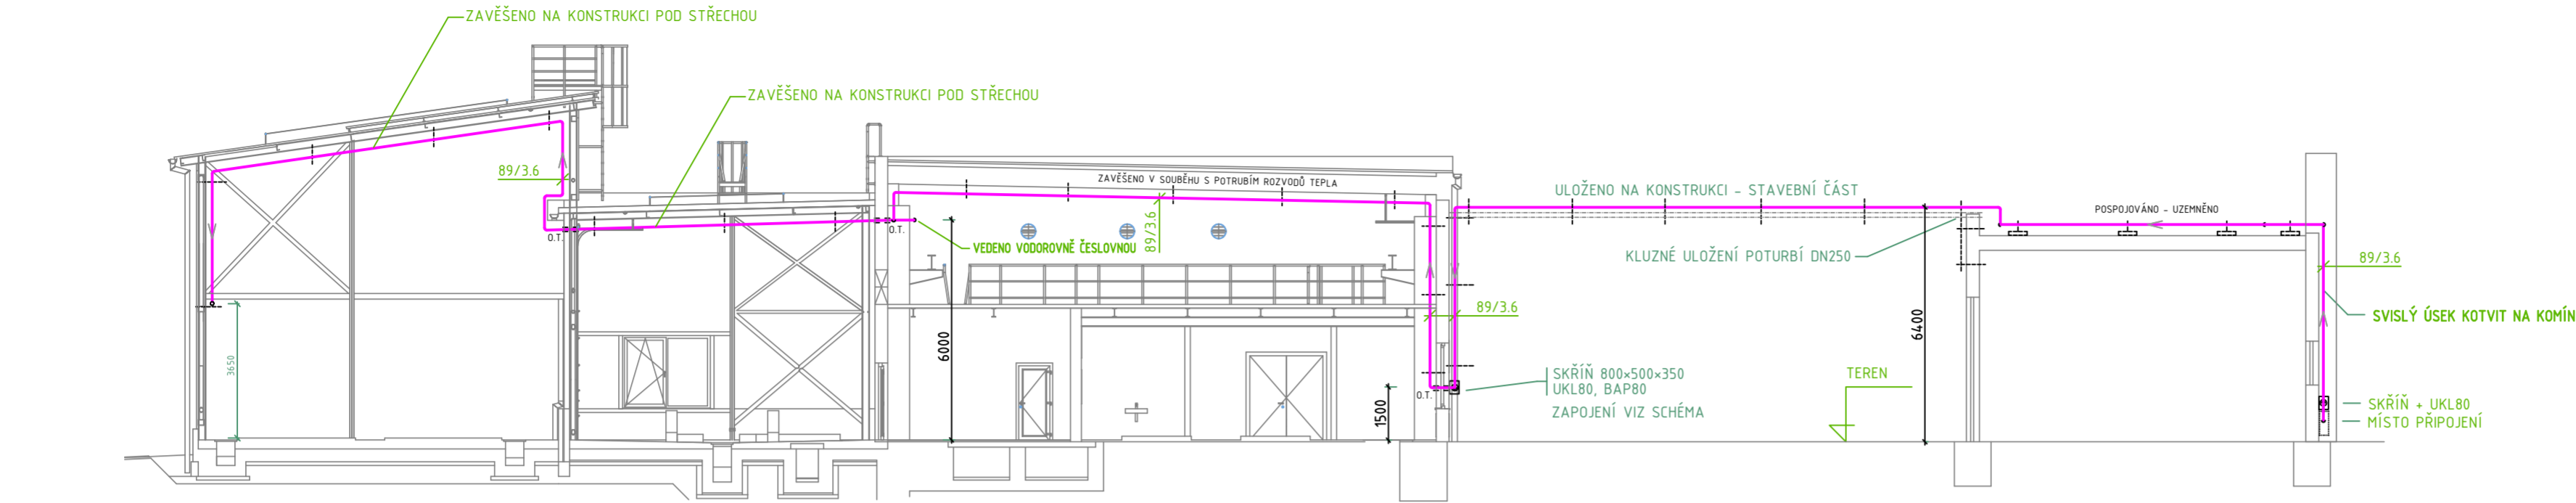 ZAVĚŠENO NA KONSTRUKCI POD STŘECHOU
ZAVĚŠENO NA KONSTRUKCI POD STŘECHOU
89/3.6
O.T.
3650
O.T.
VEDENO VODOROVNĚ ČESLOVNOU
6000
ZAVĚŠENO V SOUBĚHU S POTRUBÍM ROZVODŮ TEPLA
89/3.6
89/3.6
O.T.
1500
SKŘÍŇ 800×500×350
UKL80, BAP80
ZAPOJENÍ VIZ SCHÉMA
ULOŽENO NA KONSTRUKCI - STAVEBNÍ ČÁST
KLUZNÉ ULOŽENÍ POTURBÍ DN250
TEREN
6400
POSPOJOVÁNO - UZEMNĚNO
89/3.6
SVISLÝ ÚSEK KOTVIT NA KOMÍN
SKŘÍŇ + UKL80
MÍSTO PŘIPOJENÍ